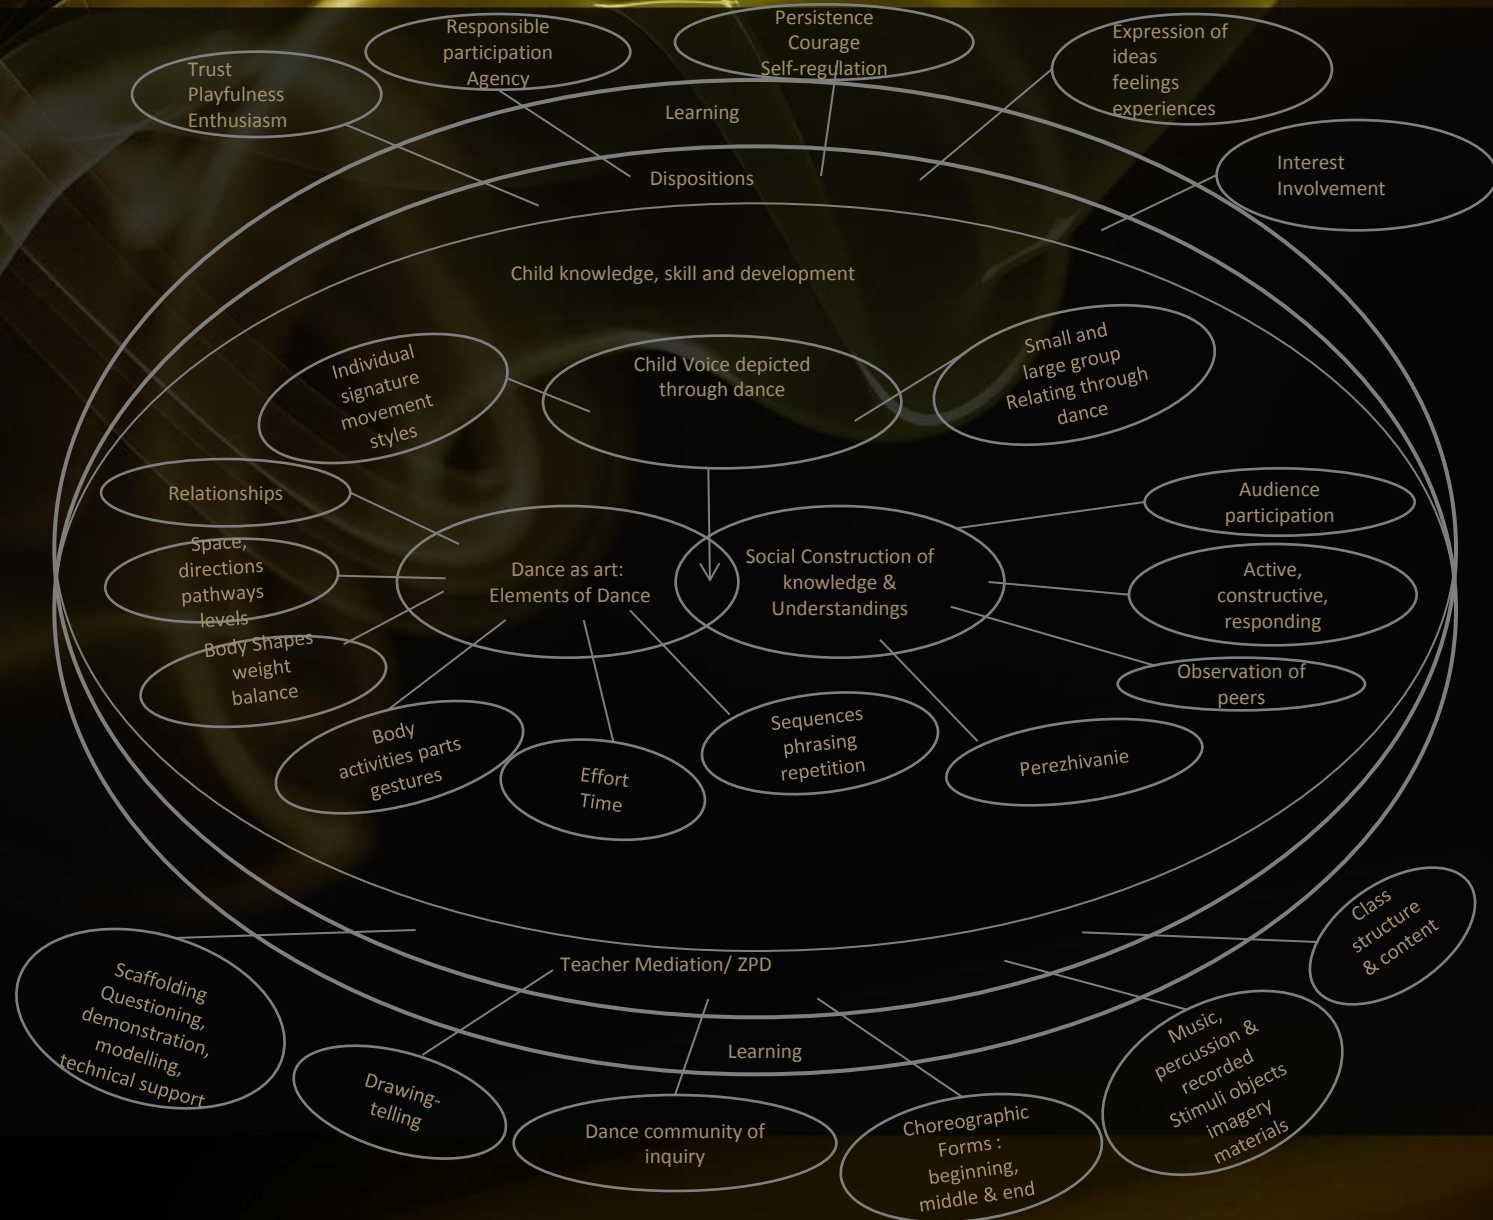 Trust
Playfulness
Enthusiasm
Responsible
participation
Agency
Persistence
Courage
Self-regulation
Expression of
ideas
feelings
experiences
Interest
Involvement
Learning
Dispositions
Child knowledge, skill and development
Individual
signature
movement
styles
Child Voice depicted
through dance
Small and
large group
Relating through
dance
Relationships
Space,
directions
pathways
levels
Body Shapes
weight
balance
Dance as art:
Elements of Dance
Social Construction of
knowledge &
Understandings
Audience
participation
Active,
constructive,
responding
Observation of
peers
Body
activities parts
gestures
Effort
Time
Sequences
phrasing
repetition
Perezhivanie
Teacher Mediation/ ZPD
Learning
Scaffolding
Questioning,
demonstration,
modelling,
technical support
Drawing-
telling
Dance community of
inquiry
Choreographic
Forms :
beginning,
middle & end
Music,
percussion &
recorded
Stimuli objects
imagery
materials
Class
structure
& content